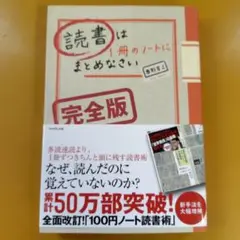 読書は
1冊のノートに
まとめなさい
奥野宣之
完全版
多読速読より、
1冊ずつきちんと頭に残す読書術
なぜ、読んだのに
覚えていないのか?
累計50万部突破!
全面改訂!「100円ノート読書術」
新手法を
大幅増補